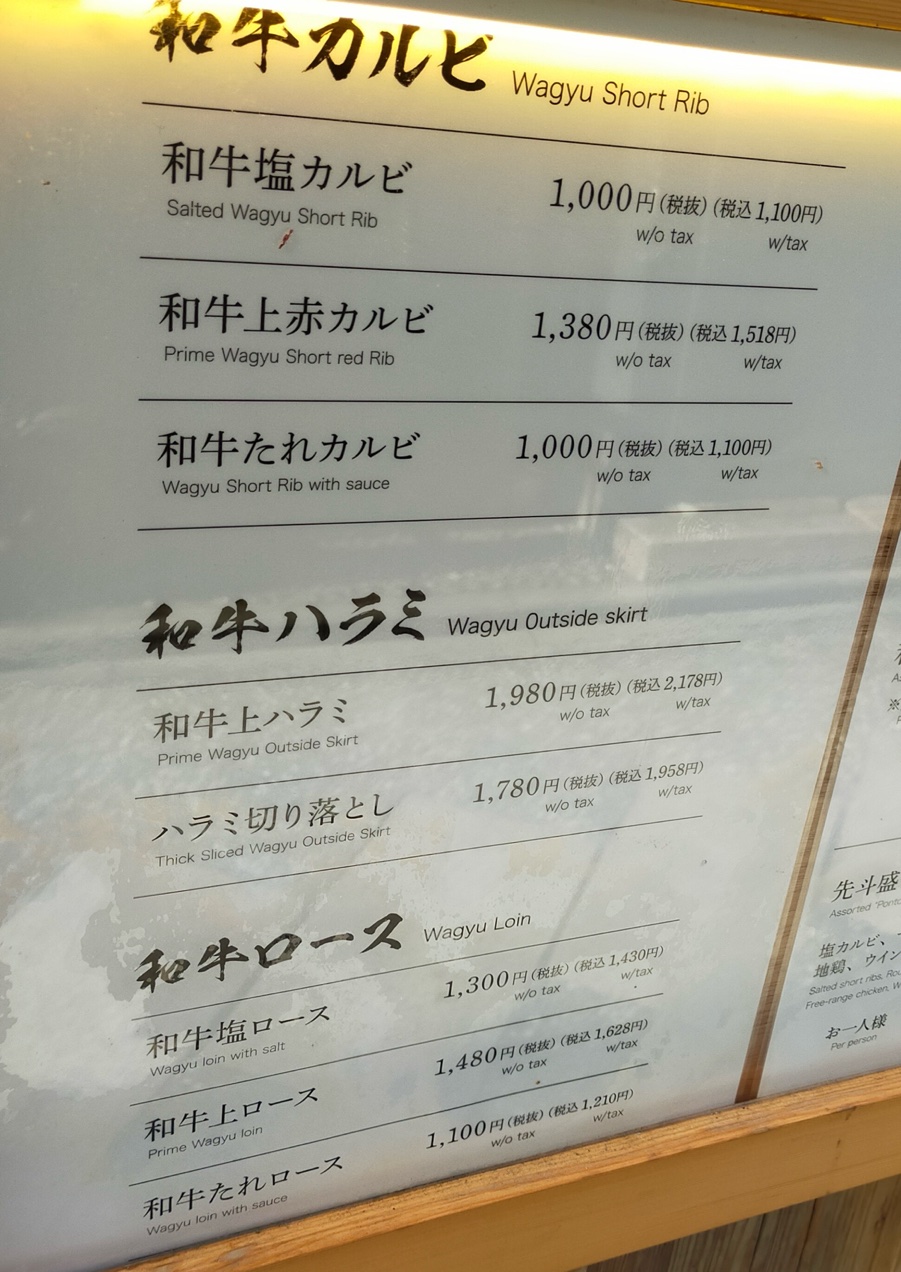 和牛カルビ Wagyu Short Rib
和牛塩カルビ 1,000円(税抜)(税込1,100円)
Salted Wagyu Short Rib w/o tax w/tax
和牛上赤カルビ 1,380円(税抜)(税込1,518円)
Prime Wagyu Short red Rib w/o tax w/tax
和牛たれカルビ 1,000円(税抜)(税込1,100円)
Wagyu Short Rib with sauce w/o tax w/tax
和牛ハラミ Wagyu Outside skirt
和牛上ハラミ 1,980円(税抜)(税込2,178円)
Prime Wagyu Outside Skirt w/o tax w/tax
ハラミ切り落とし 1,780円(税抜)(税込1,958円)
Thick Sliced Wagyu Outside Skirt w/o tax w/tax
和牛ロース Wagyu Loin
和牛塩ロース 1,300円(税抜)(税込1,430円)
Wagyu loin with salt w/o tax w/tax
和牛上ロース 1,480円(税抜)(税込1,628円)
Prime Wagyu loin w/o tax w/tax
和牛たれロース 1,100円(税抜)(税込1,210円)
Wagyu loin with sauce w/o tax w/tax
※
先斗盛
Assorted
塩カルビ、
地鶏、ウイン
Salted short ribs,
Free-range chicken,
お一人様
Per person